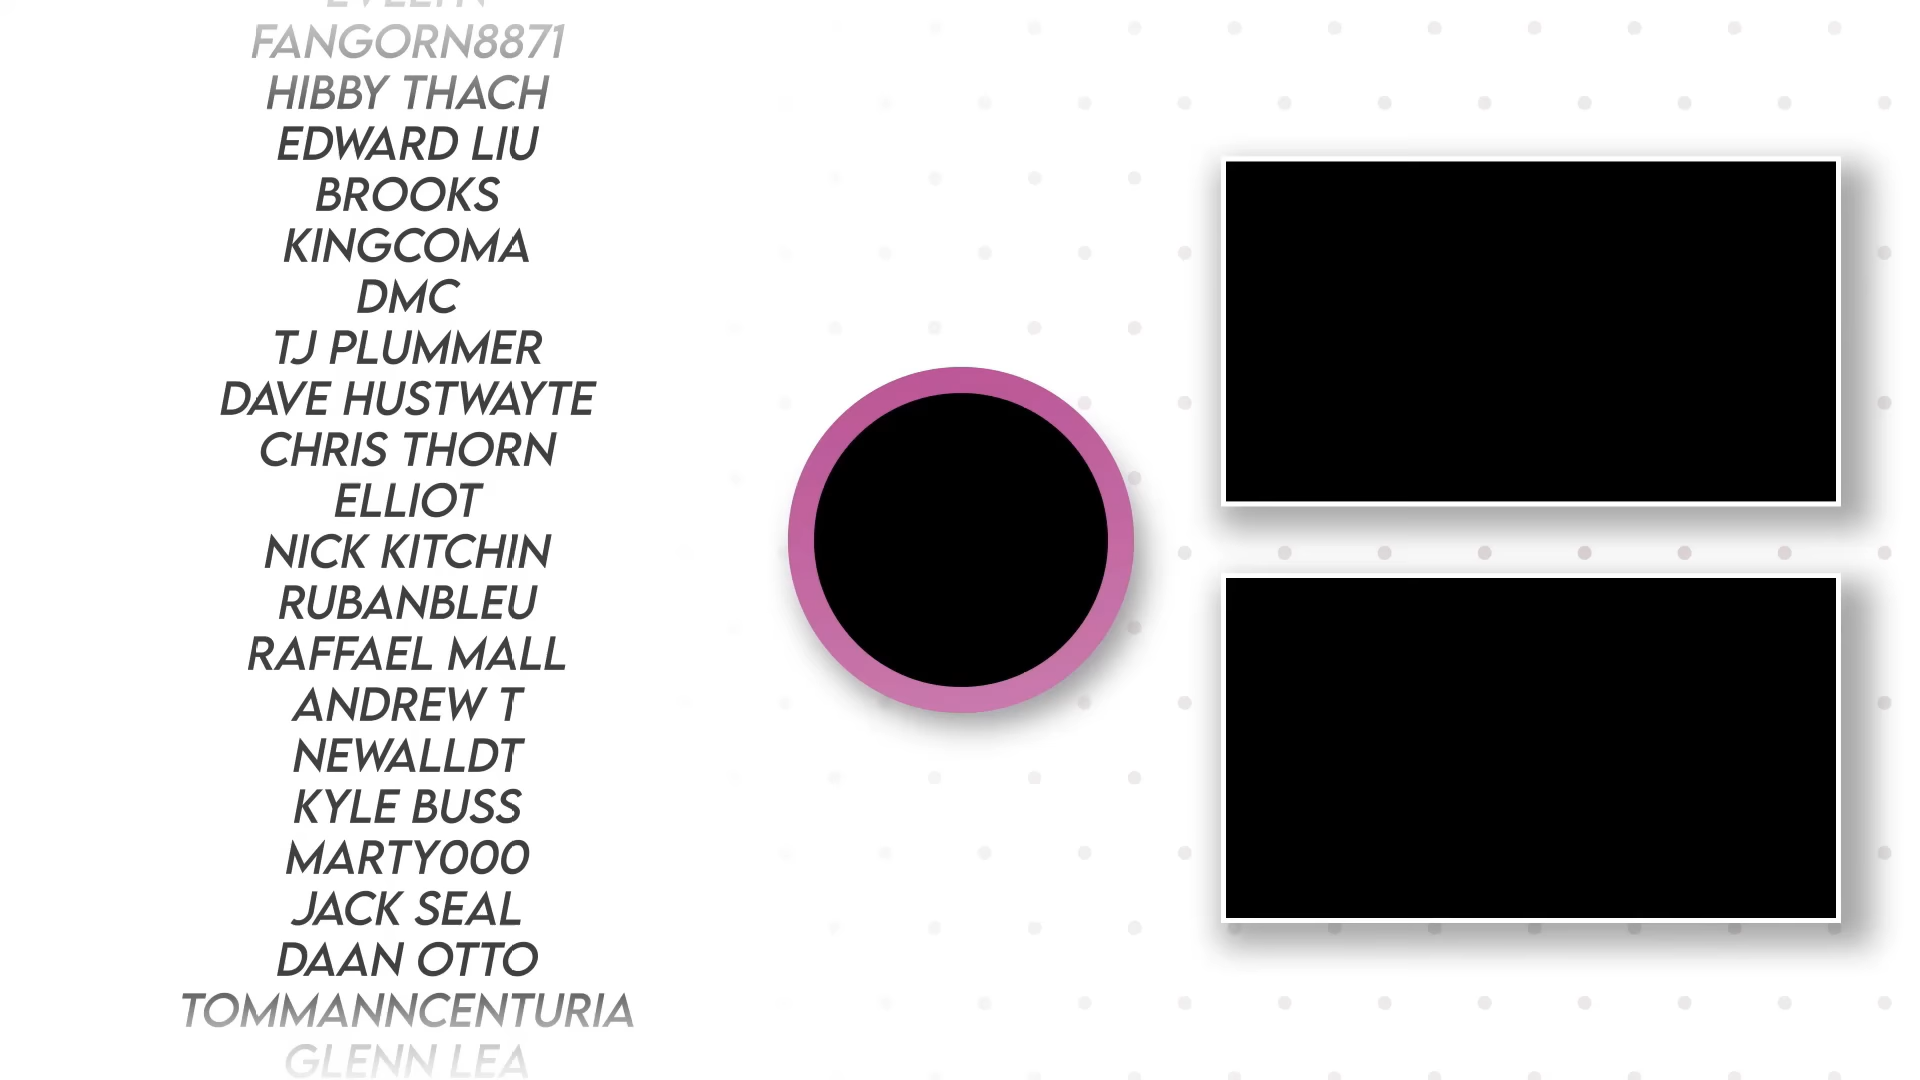 EVELYN
FANGORN8871
HIBBY THACH
EDWARD LIU
BROOKS
KINGCOMA
DMC
TJ PLUMMER
DAVE HUSTWAYTE
CHRIS THORN
ELLIOT
NICK KITCHIN
RUBANBLEU
RAFFAEL MALL
ANDREW T
NEWALLDT
KYLE BUSS
MARTY000
JACK SEAL
DAAN OTTO
TOMMANNCENTURIA
GLENN LEA